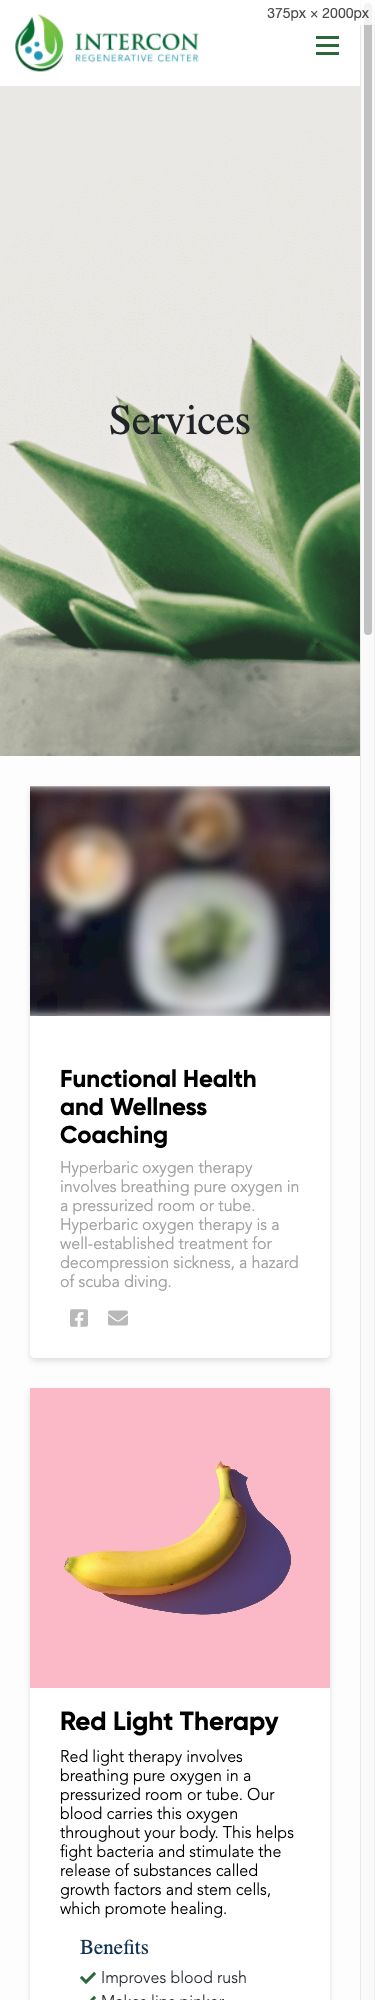 375px × 2000px
INTERCON
REGENERATIVE CENTER
Services
Functional Health
and Wellness
Coaching
Hyperbaric oxygen therapy
involves breathing pure oxygen in
a pressurized room or tube.
Hyperbaric oxygen therapy is a
well-established treatment for
decompression sickness, a hazard
of scuba diving.
Red Light Therapy
Red light therapy involves
breathing pure oxygen in a
pressurized room or tube. Our
blood carries this oxygen
throughout your body. This helps
fight bacteria and stimulate the
release of substances called
growth factors and stem cells,
which promote healing.
Benefits
Improves blood rush
Makes lips pinker